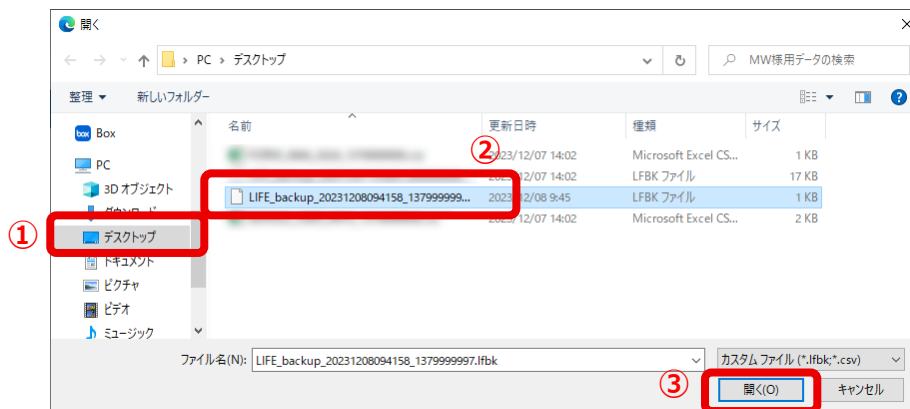 開く
PC > デスクトップ
MW様用データの検索
整理 新しいフォルダー
名前 更新日時 種類 サイズ
box Box
PC
3D オブジェクト
デスクトップ
ドキュメント
ピクチャ
ビデオ
ミュージック
① ② ③
2023/12/07 14:02 Microsoft Excel CS... 1 KB
2023/12/07 14:02 LFBK ファイル 17 KB
LIFE_backup_20231208094158_137999999... 2023/12/08 9:45 LFBK ファイル 1 KB
2023/12/07 14:02 Microsoft Excel CS... 2 KB
ファイル名(N): LIFE_backup_20231208094158_1379999997.lfbk カスタム ファイル (*.lfbk;*.csv)
開く(O) キャンセル